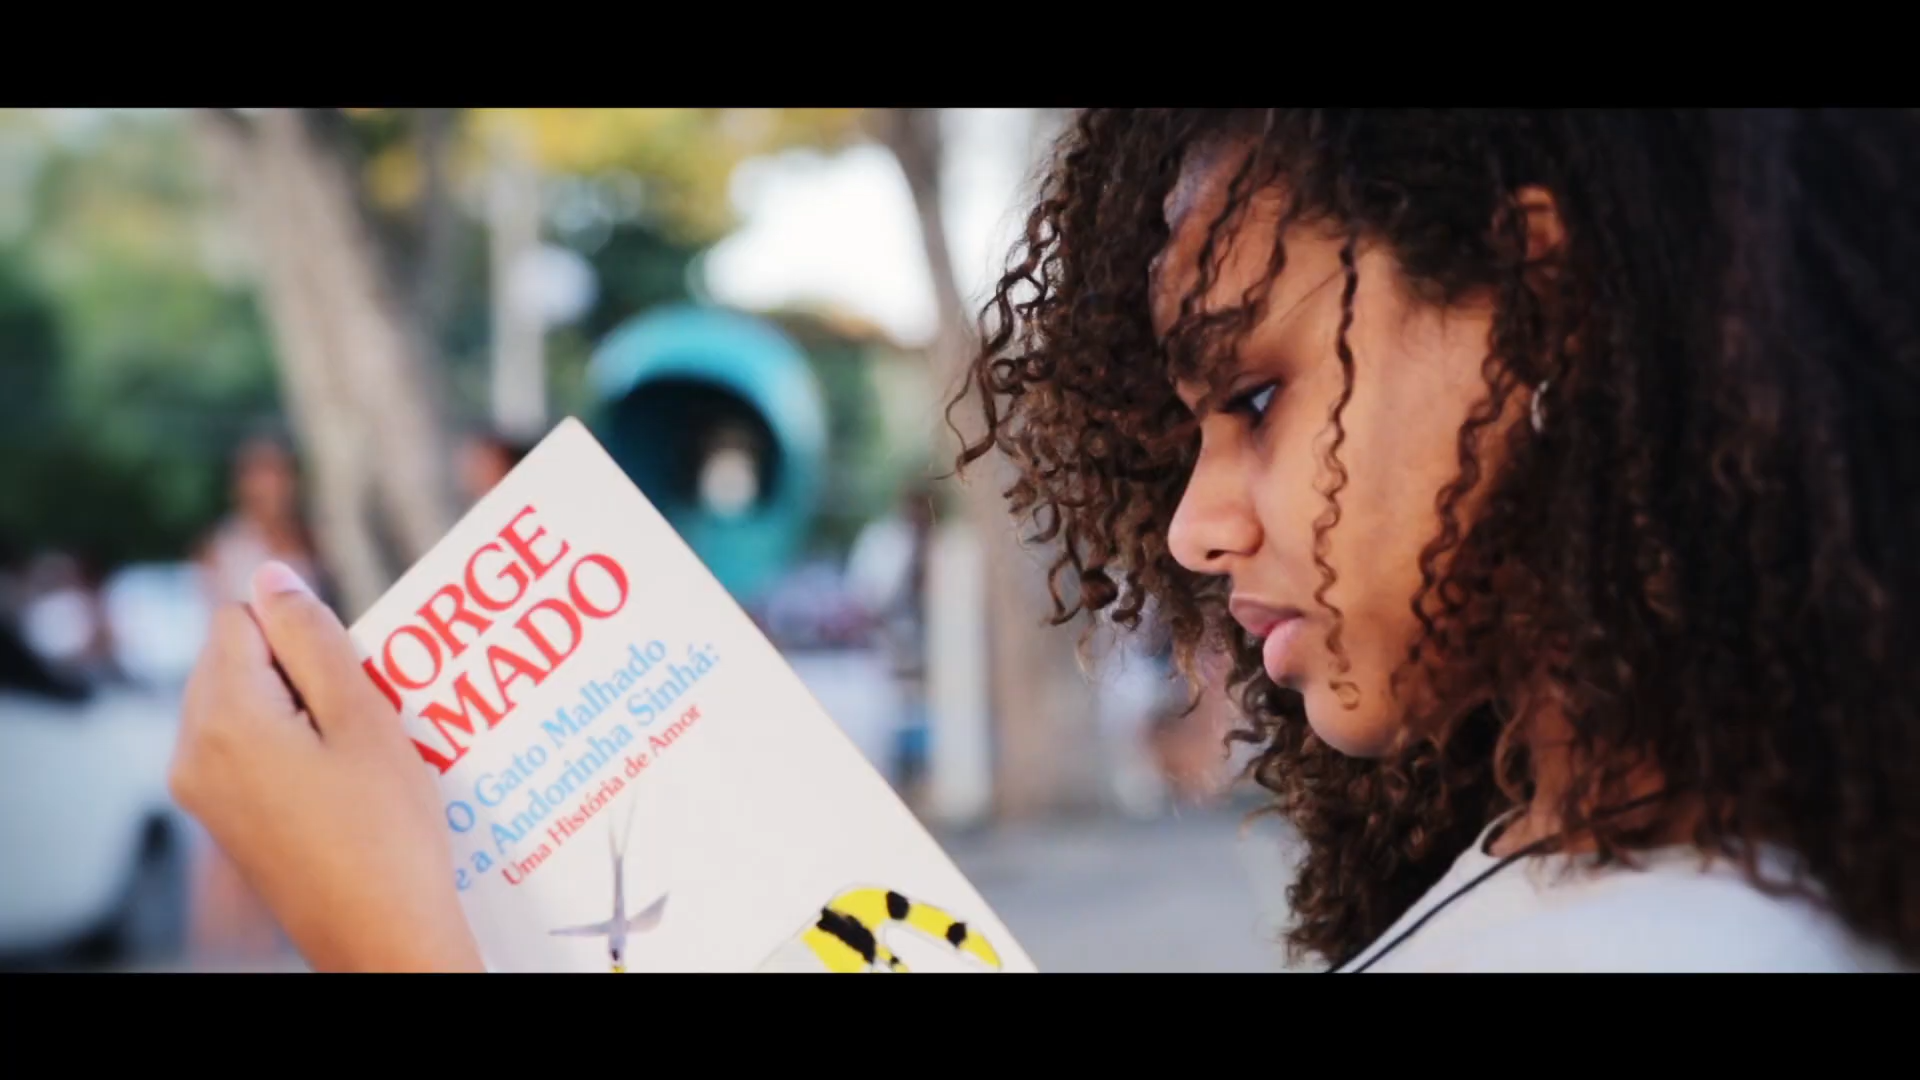 JORGE
AMADO
O Gato Malhado
e a Andorinha Sinhá:
Uma História de Amor